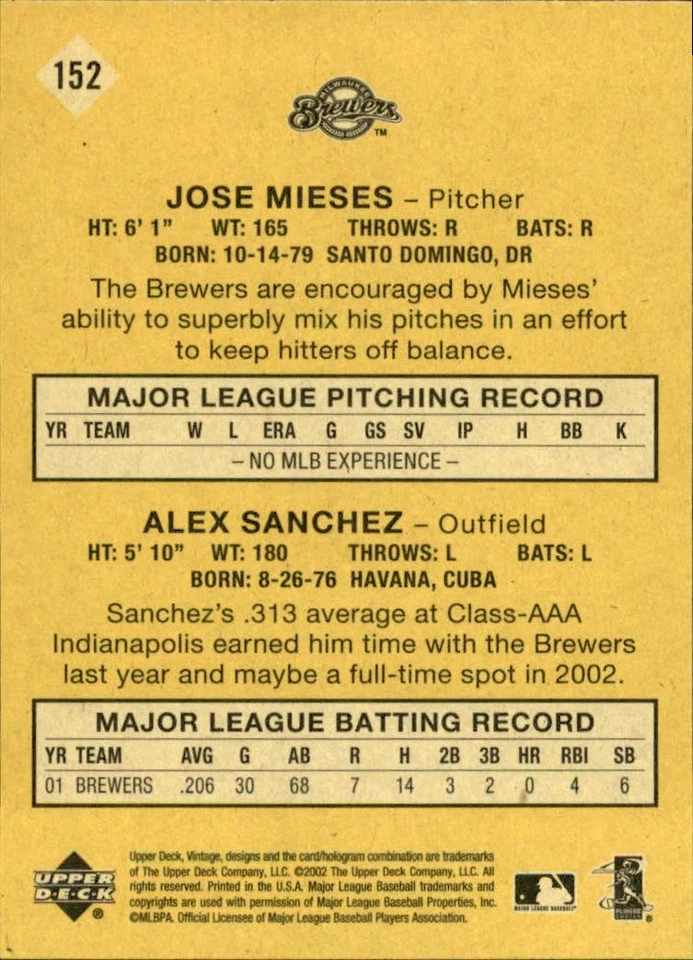 152
MILWAUKEE
Brewers
TM
JOSE MIESES – Pitcher
HT: 6' 1" WT: 165 THROWS: R BATS: R
BORN: 10-14-79 SANTO DOMINGO, DR
The Brewers are encouraged by Mieses'
ability to superbly mix his pitches in an effort
to keep hitters off balance.
MAJOR LEAGUE PITCHING RECORD
YR TEAM W L ERA G GS SV IP H BB K
– NO MLB EXPERIENCE –
ALEX SANCHEZ – Outfield
HT: 5' 10" WT: 180 THROWS: L BATS: L
BORN: 8-26-76 HAVANA, CUBA
Sanchez's .313 average at Class-AAA
Indianapolis earned him time with the Brewers
last year and maybe a full-time spot in 2002.
MAJOR LEAGUE BATTING RECORD
YR TEAM AVG G AB R H 2B 3B HR RBI SB
01 BREWERS .206 30 68 7 14 3 2 0 4 6
UPPER
D·E·C·K
®
Upper Deck, Vintage, designs and the card/hologram combination are trademarks
of The Upper Deck Company, LLC. ©2002 The Upper Deck Company, LLC. All
rights reserved. Printed in the U.S.A. Major League Baseball trademarks and
copyrights are used with permission of Major League Baseball Properties, Inc.
©MLBPA. Official Licensee of Major League Baseball Players Association.
MAJOR LEAGUE BASEBALL
PLAYERS
®